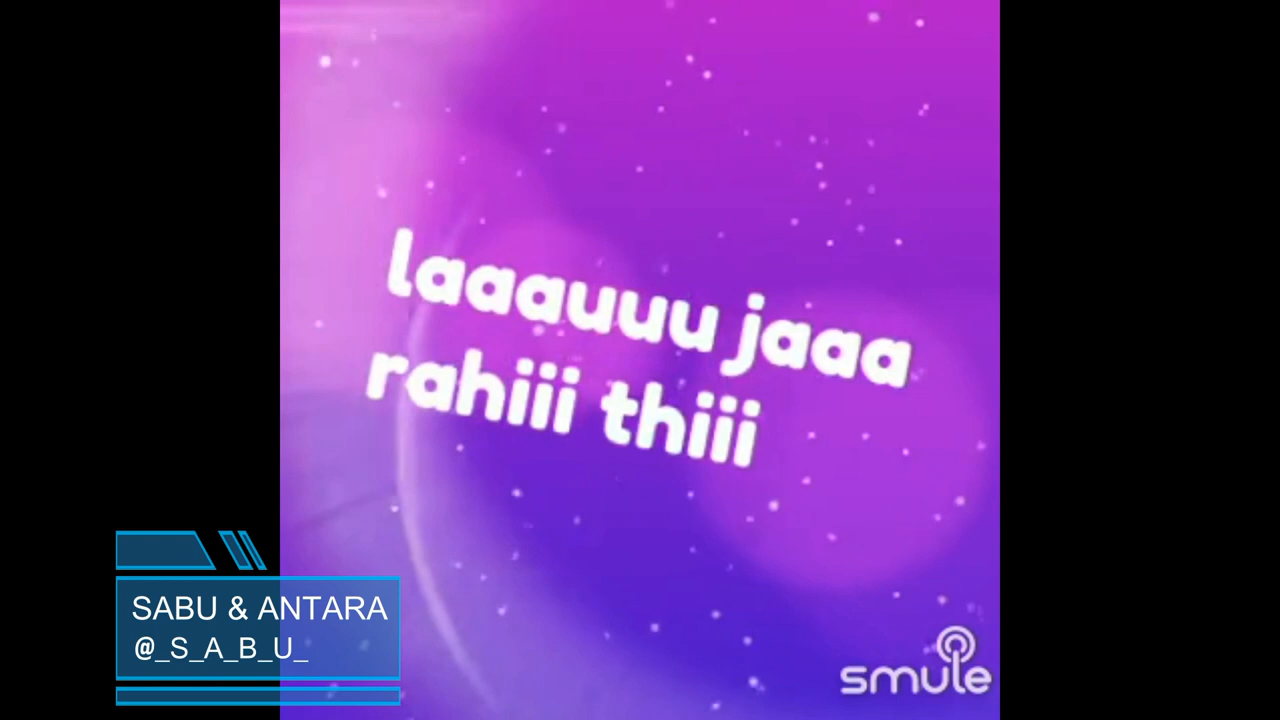 laaauuu jaaa
rahiii thiii
SABU & ANTARA
@_S_A_B_U_
smule